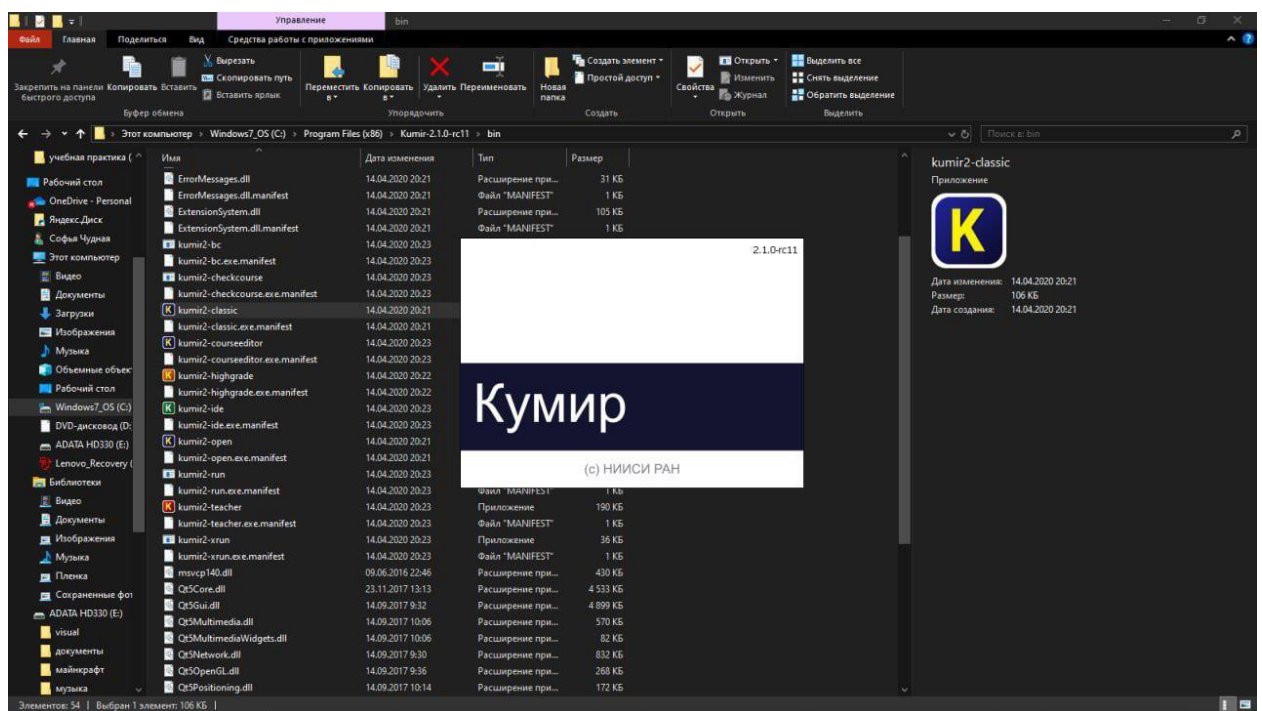 Управление
bin
Файл Главная Поделиться Вид Средства работы с приложениями
Закрепить на панели быстрого доступа
Копировать
Вставить
Вырезать
Скопировать путь
Вставить ярлык
Буфер обмена
Переместить в
Копировать в
Удалить
Переименовать
Упорядочить
Новая папка
Создать элемент
Простой доступ
Создать
Свойства
Открыть
Изменить
Журнал
Открыть
Выделить все
Снять выделение
Обратить выделение
Выделить
Этот компьютер > Windows7_OS (C:) > Program Files (x86) > Kumir-2.1.0-rc11 > bin
Поиск в: bin
учебная практика (
Рабочий стол
OneDrive - Personal
Яндекс.Диск
Софья Чудная
Этот компьютер
Видео
Документы
Загрузки
Изображения
Музыка
Объемные объек
Рабочий стол
Windows7_OS (C:)
DVD-дисковод (D:
ADATA HD330 (E:)
Lenovo_Recovery (
Библиотеки
Видео
Документы
Изображения
Музыка
Пленка
Сохраненные фот
ADATA HD330 (E:)
visual
документы
майнкрафт
музыка
Имя Дата изменения Тип Размер
ErrorMessages.dll 14.04.2020 20:21 Расширение при... 31 КБ
ErrorMessages.dll.manifest 14.04.2020 20:21 Файл "MANIFEST" 1 КБ
ExtensionSystem.dll 14.04.2020 20:21 Расширение при... 105 КБ
ExtensionSystem.dll.manifest 14.04.2020 20:21 Файл "MANIFEST" 1 КБ
kumir2-bc 14.04.2020 20:23
kumir2-bc.exe.manifest 14.04.2020 20:23
kumir2-checkcourse 14.04.2020 20:23
kumir2-checkcourse.exe.manifest 14.04.2020 20:23
kumir2-classic 14.04.2020 20:21
kumir2-classic.exe.manifest 14.04.2020 20:21
kumir2-courseeditor 14.04.2020 20:23
kumir2-courseeditor.exe.manifest 14.04.2020 20:23
kumir2-highgrade 14.04.2020 20:22
kumir2-highgrade.exe.manifest 14.04.2020 20:22
kumir2-ide 14.04.2020 20:23
kumir2-ide.exe.manifest 14.04.2020 20:23
kumir2-open 14.04.2020 20:21
kumir2-open.exe.manifest 14.04.2020 20:21
kumir2-run 14.04.2020 20:23
kumir2-run.exe.manifest 14.04.2020 20:23 Файл "MANIFEST" 1 КБ
kumir2-teacher 14.04.2020 20:23 Приложение 190 КБ
kumir2-teacher.exe.manifest 14.04.2020 20:23 Файл "MANIFEST" 1 КБ
kumir2-xrun 14.04.2020 20:23 Приложение 36 КБ
kumir2-xrun.exe.manifest 14.04.2020 20:23 Файл "MANIFEST" 1 КБ
msvcp140.dll 09.06.2016 22:46 Расширение при... 430 КБ
Qt5Core.dll 23.11.2017 13:13 Расширение при... 4 533 КБ
Qt5Gui.dll 14.09.2017 9:32 Расширение при... 4 899 КБ
Qt5Multimedia.dll 14.09.2017 10:06 Расширение при... 570 КБ
Qt5MultimediaWidgets.dll 14.09.2017 10:06 Расширение при... 82 КБ
Qt5Network.dll 14.09.2017 9:30 Расширение при... 832 КБ
Qt5OpenGL.dll 14.09.2017 9:36 Расширение при... 268 КБ
Qt5Positioning.dll 14.09.2017 10:14 Расширение при... 172 КБ
2.1.0-rc11
Кумир
(c) НИИСИ РАН
kumir2-classic
Приложение
K
Дата изменения: 14.04.2020 20:21
Размер: 106 КБ
Дата создания: 14.04.2020 20:21
Элементов: 54 | Выбран 1 элемент: 106 КБ |